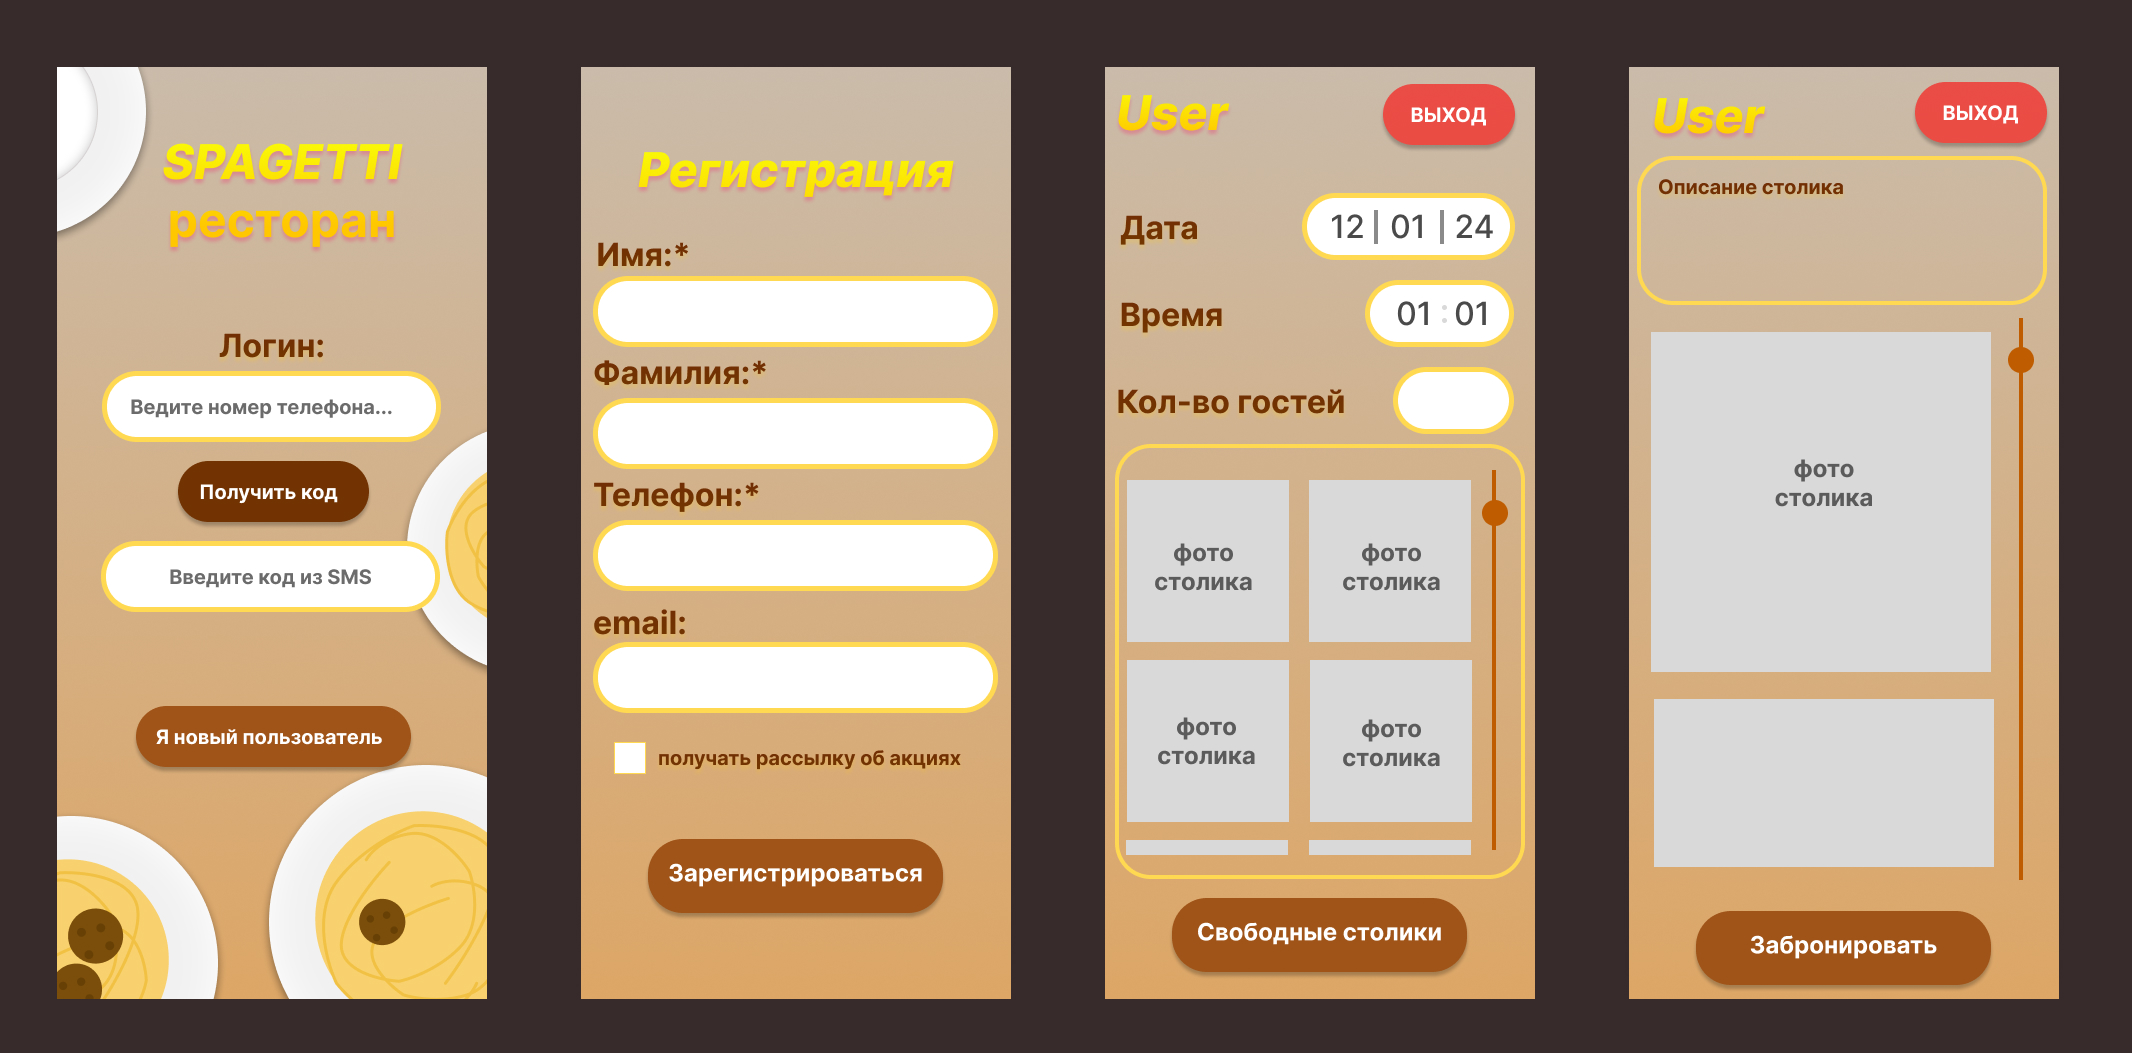 SPAGETTI
ресторан
Логин:
Ведите номер телефона...
Получить код
Введите код из SMS
Я новый пользователь
Регистрация
Имя:*
Фамилия:*
Телефон:*
email:
получать рассылку об акциях
Зарегистрироваться
User
ВЫХОД
Дата
12 | 01 | 24
Время
01 : 01
Кол-во гостей
фото
столика
фото
столика
фото
столика
фото
столика
Свободные столики
User
ВЫХОД
Описание столика
фото
столика
Забронировать